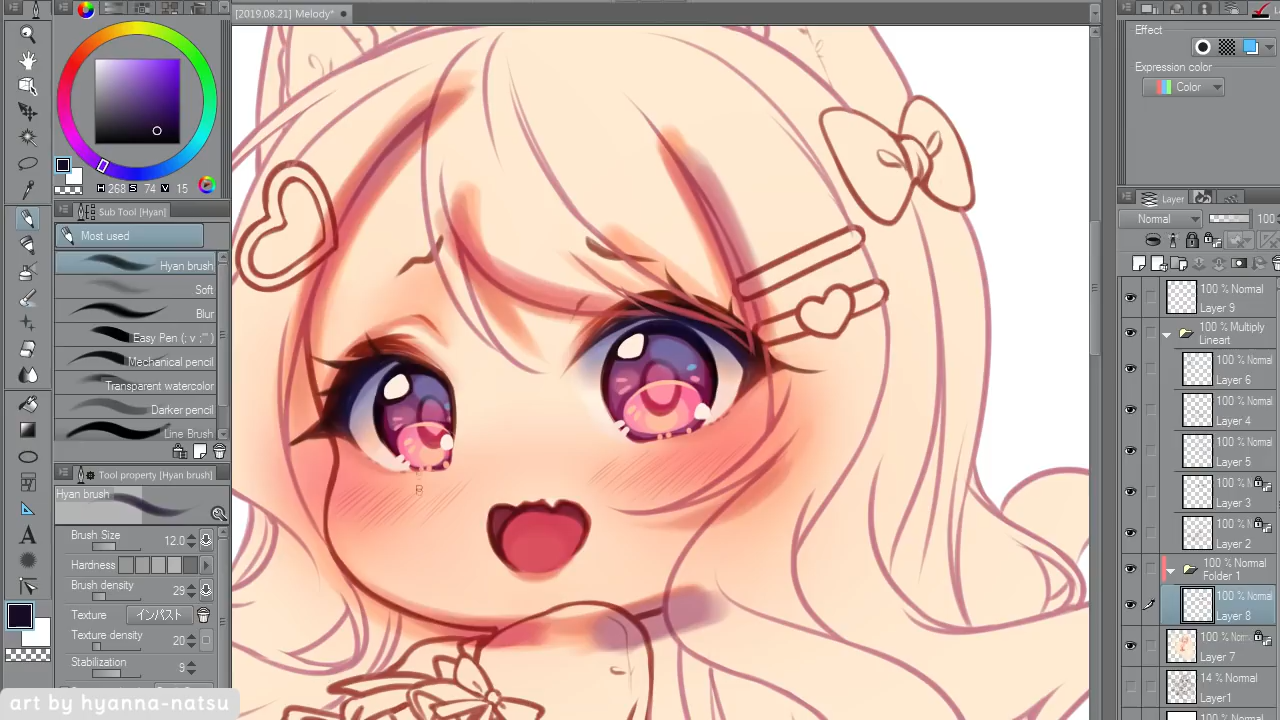 [2019.08.21] Melody*
H 268 S 74 V 15
Sub Tool [Hyan]
Most used
Hyan brush
Soft
Blur
Easy Pen (; v ;'")
Mechanical pencil
Transparent watercolor
Darker pencil
Line Brush
Tool property [Hyan brush]
Hyan brush
Brush Size 12.0
Hardness
Brush density 29
Texture インパスト
Texture density 20
Stabilization 9
art by hyanna-natsu
Effect
Expression color
Color
Layer
Normal 100
100 % Normal
Layer 9
100 % Multiply
Lineart
100 % Normal
Layer 6
100 % Normal
Layer 4
100 % Normal
Layer 5
100 %
Layer 3
100 %
Layer 2
100 % Normal
Folder 1
100 % Normal
Layer 8
100 %
Layer 7
14 % Normal
Layer1